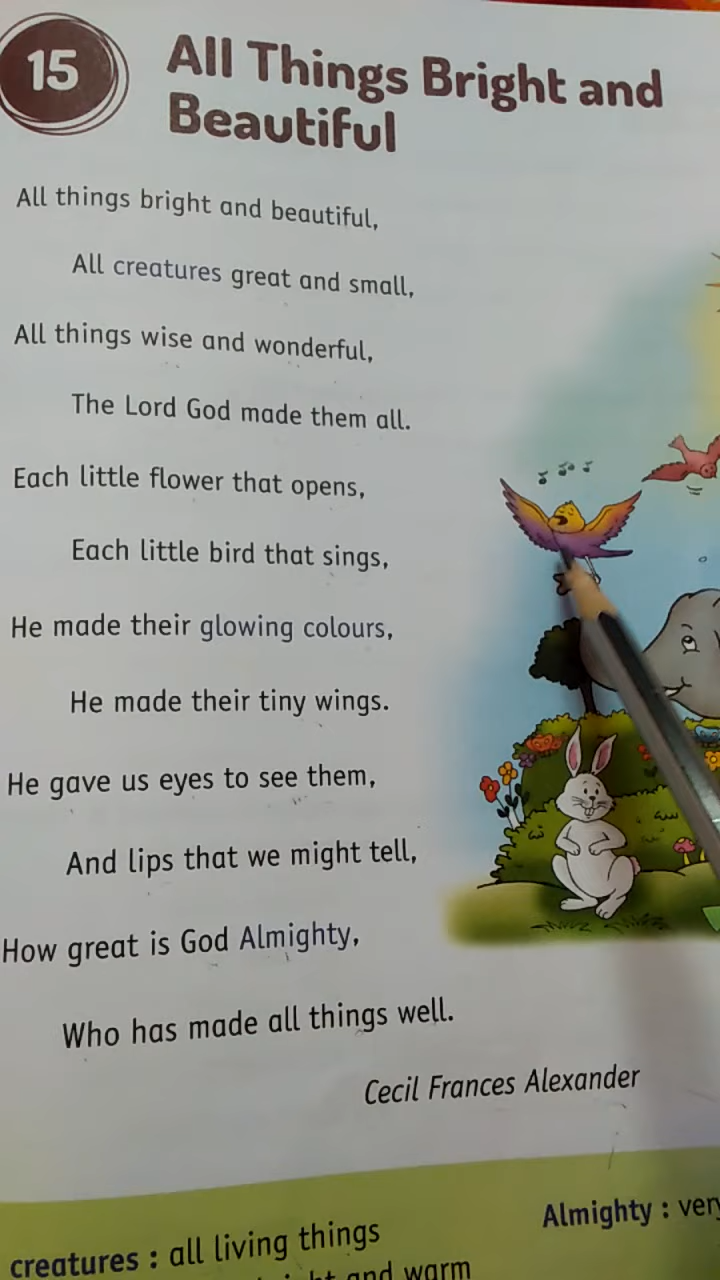 15
All Things Bright and
Beautiful
All things bright and beautiful,
All creatures great and small,
All things wise and wonderful,
The Lord God made them all.
Each little flower that opens,
Each little bird that sings,
He made their glowing colours,
He made their tiny wings.
He gave us eyes to see them,
And lips that we might tell,
How great is God Almighty,
Who has made all things well.
Cecil Frances Alexander
creatures : all living things
Almighty : very
and warm